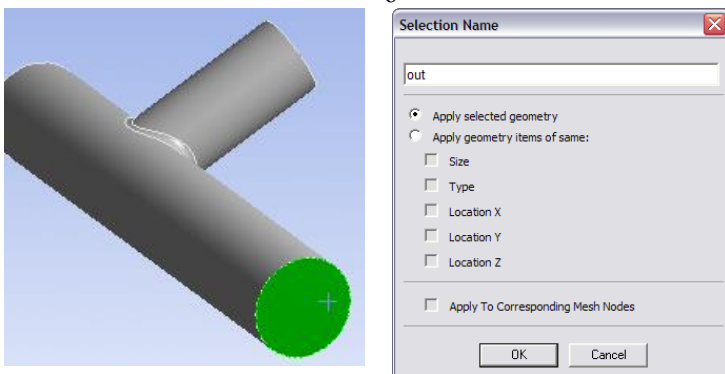 Selection Name
out
Apply selected geometry
Apply geometry items of same:
Size
Type
Location X
Location Y
Location Z
Apply To Corresponding Mesh Nodes
OK
Cancel